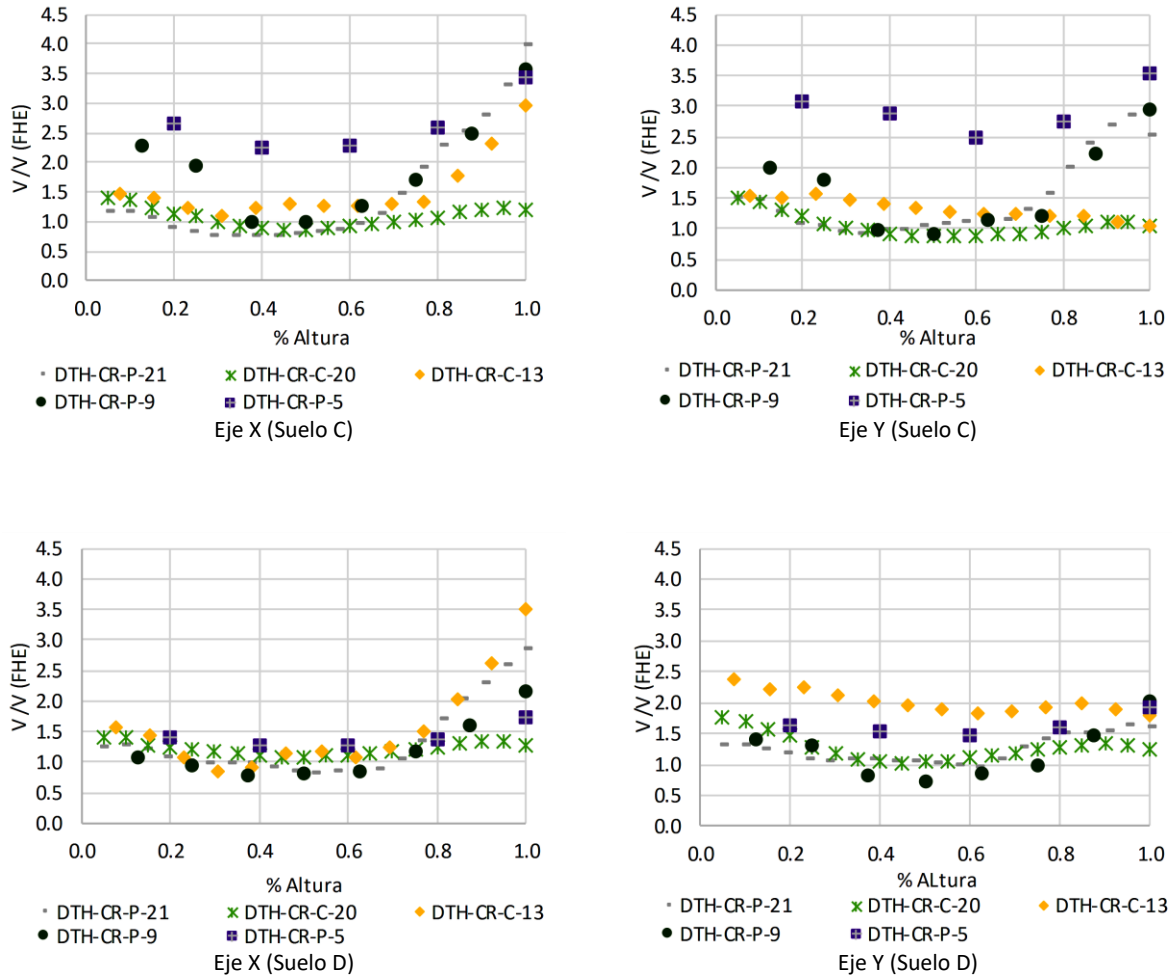 4.5
4.0
3.5
3.0
2.5
2.0
1.5
1.0
0.5
0.0
V /V (FHE)
0.0 0.2 0.4 0.6 0.8 1.0
% Altura
DTH-CR-P-21 DTH-CR-C-20 DTH-CR-C-13
DTH-CR-P-9 DTH-CR-P-5
Eje X (Suelo C)
4.5
4.0
3.5
3.0
2.5
2.0
1.5
1.0
0.5
0.0
V /V (FHE)
0.0 0.2 0.4 0.6 0.8 1.0
% Altura
DTH-CR-P-21 DTH-CR-C-20 DTH-CR-C-13
DTH-CR-P-9 DTH-CR-P-5
Eje Y (Suelo C)
4.5
4.0
3.5
3.0
2.5
2.0
1.5
1.0
0.5
0.0
V /V (FHE)
0.0 0.2 0.4 0.6 0.8 1.0
% Altura
DTH-CR-P-21 DTH-CR-C-20 DTH-CR-C-13
DTH-CR-P-9 DTH-CR-P-5
Eje X (Suelo D)
4.5
4.0
3.5
3.0
2.5
2.0
1.5
1.0
0.5
0.0
V /V (FHE)
0.0 0.2 0.4 0.6 0.8 1.0
% ALtura
DTH-CR-P-21 DTH-CR-C-20 DTH-CR-C-13
DTH-CR-P-9 DTH-CR-P-5
Eje Y (Suelo D)